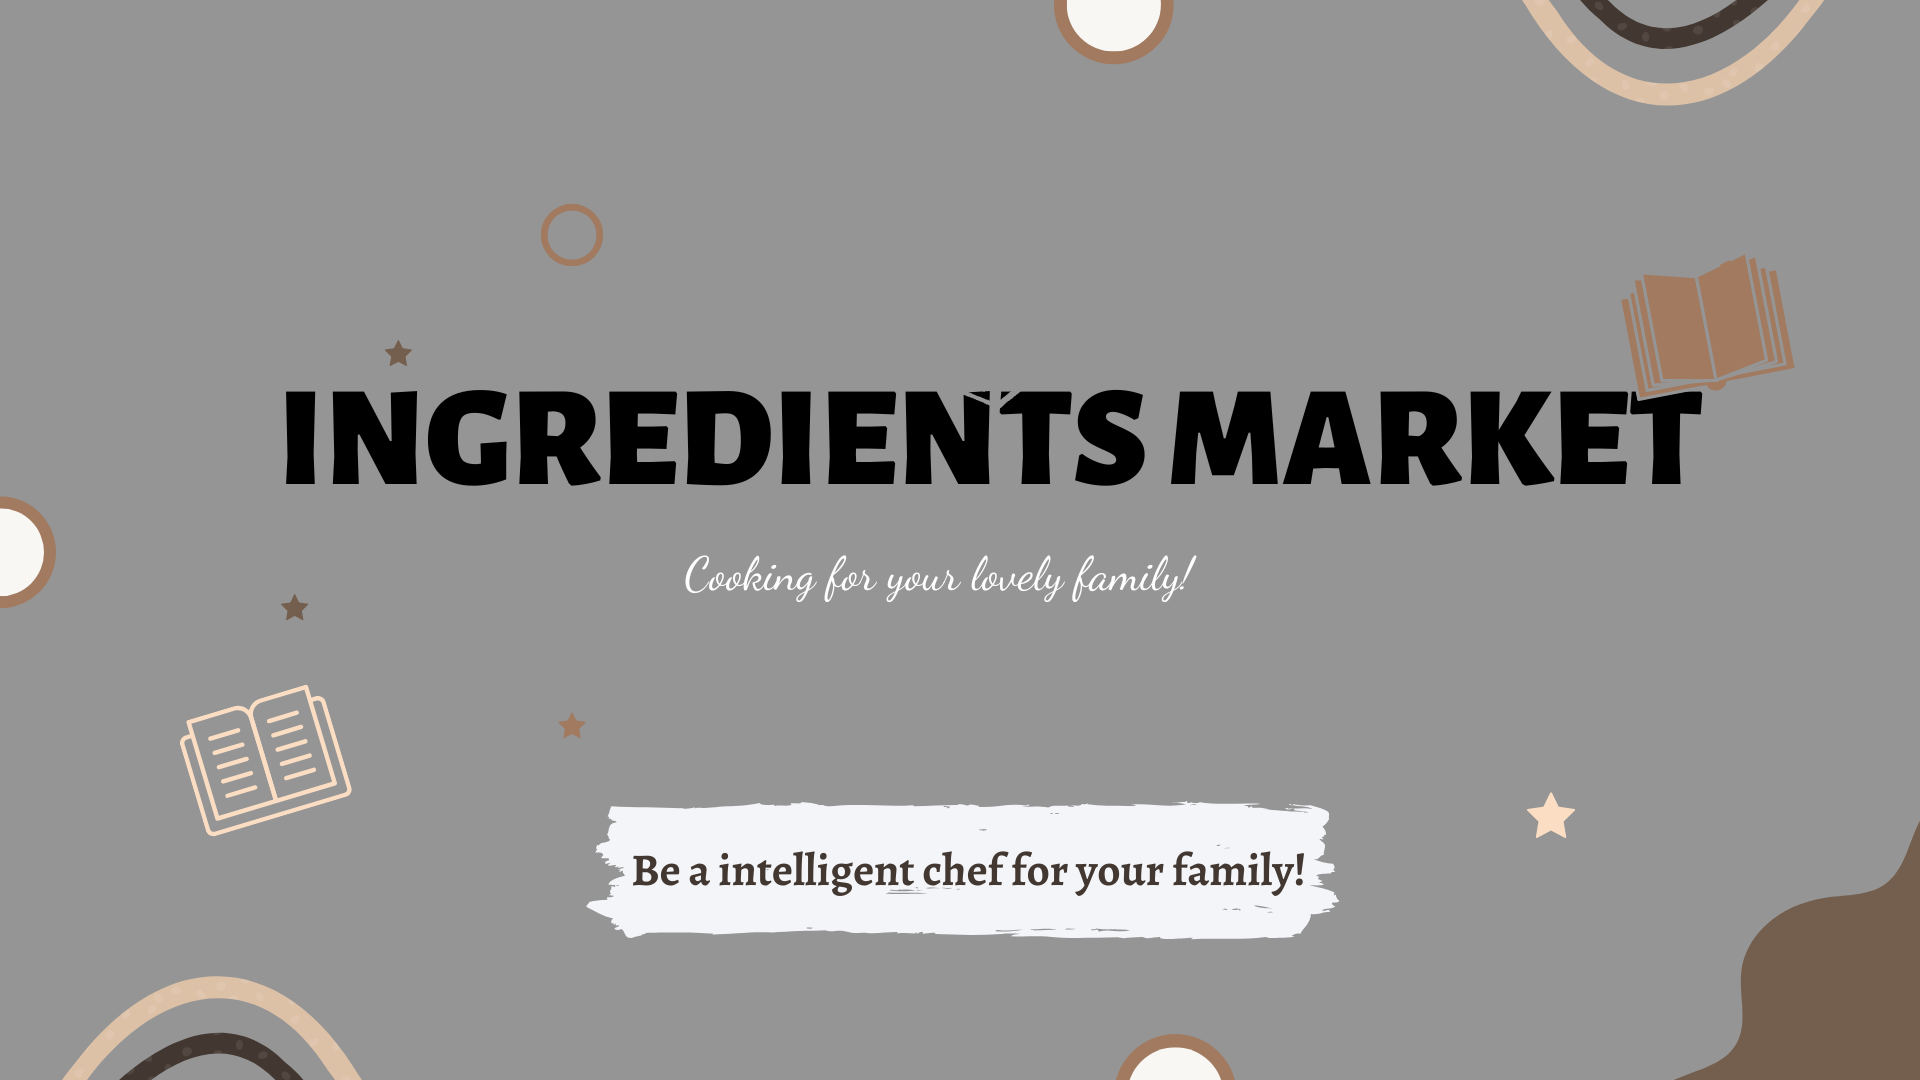 INGREDIENTS MARKET
Cooking for your lovely family!
Be a intelligent chef for your family!